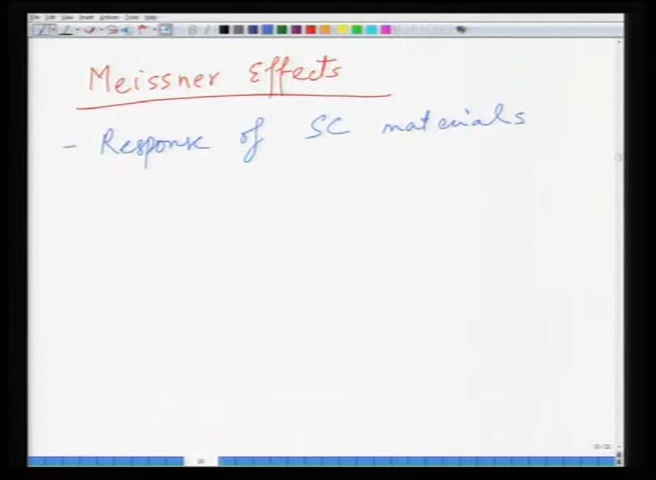 Meissner Effects
- Response of SC materials